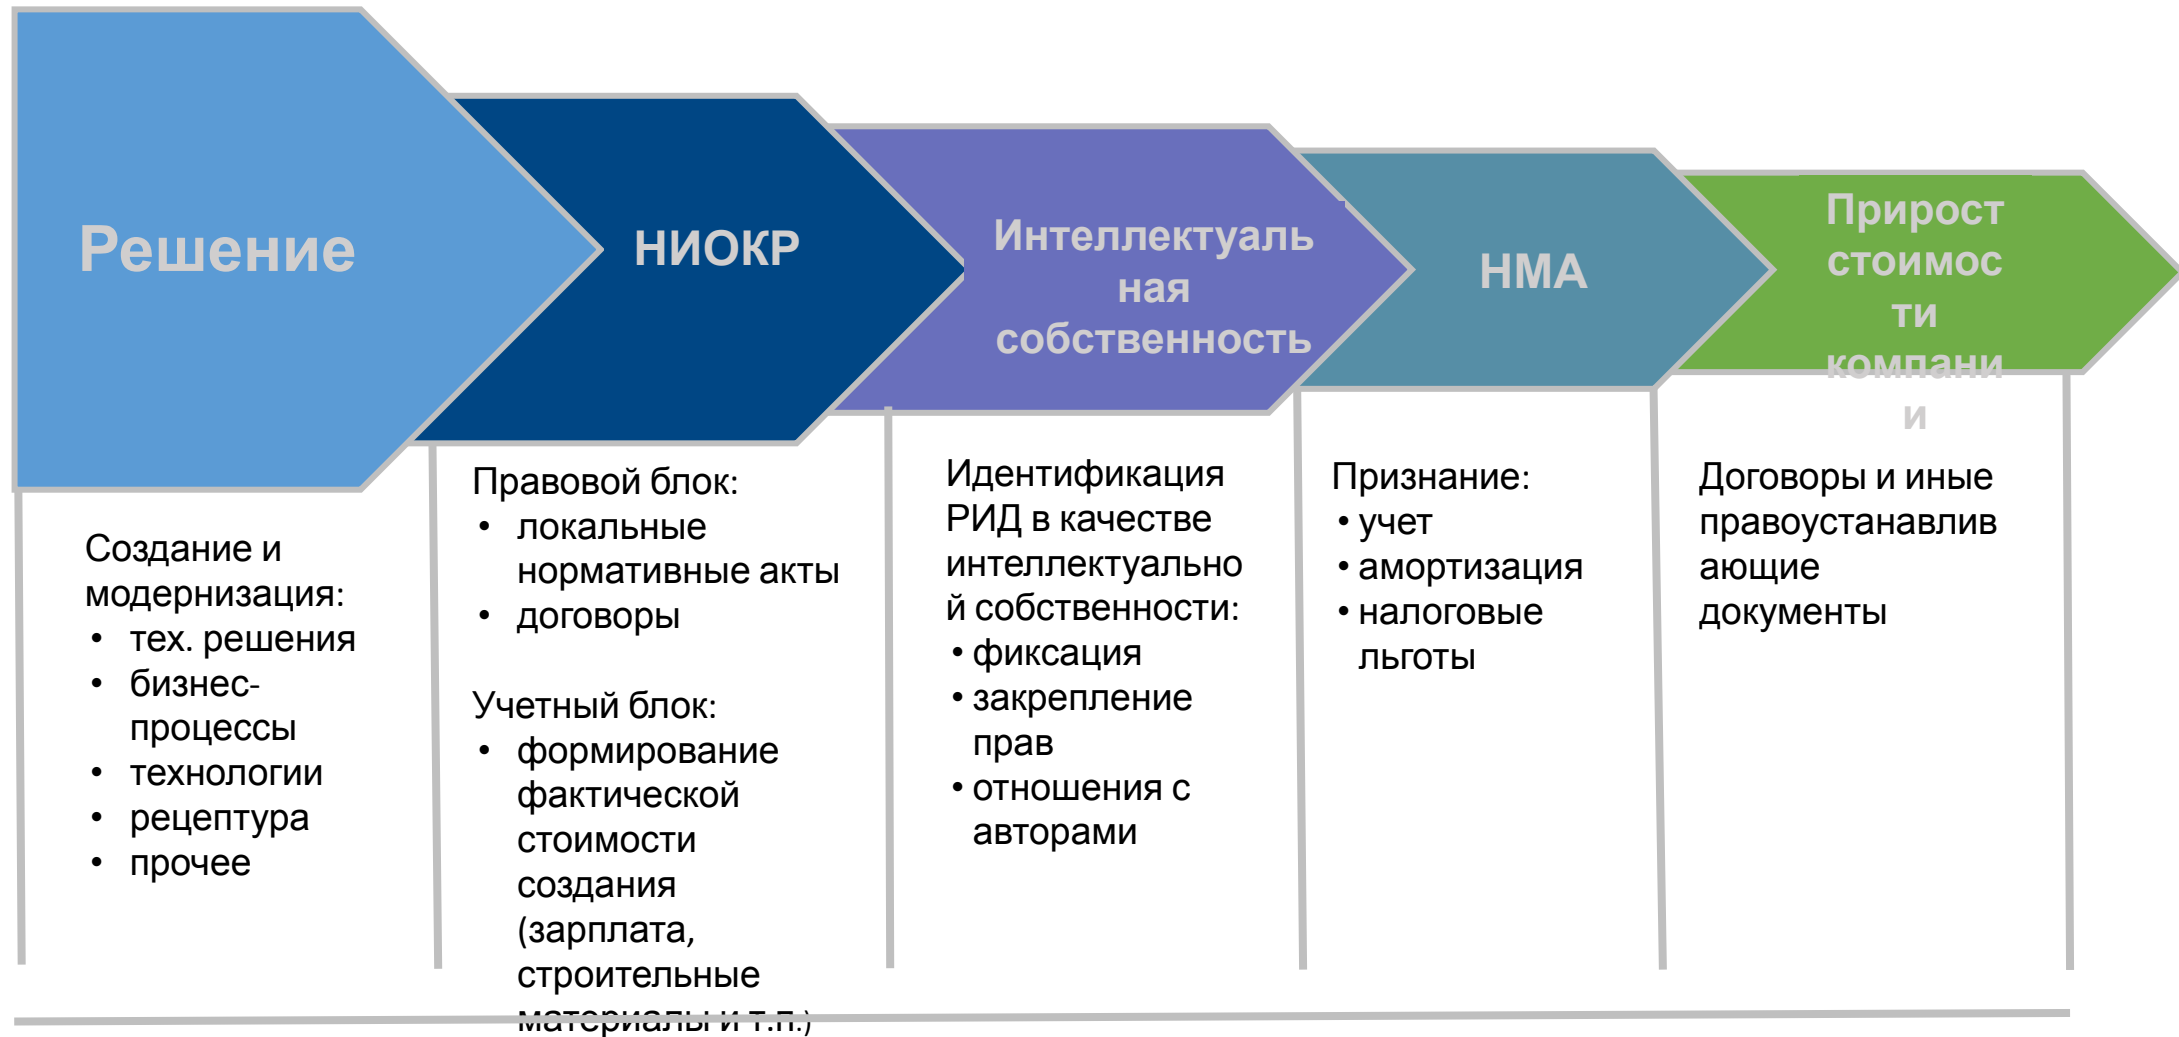 Решение
НИОКР
Интеллектуаль
ная
собственность
НМА
Прирост
стоимос
ти
компани
и
Создание и
модернизация:
• тех. решения
• бизнес-
процессы
• технологии
• рецептура
• прочее
Правовой блок:
• локальные
нормативные акты
• договоры
Учетный блок:
• формирование
фактической
стоимости
создания
(зарплата,
строительные
материалы и т.п.)
Идентификация
РИД в качестве
интеллектуально
й собственности:
• фиксация
• закрепление
прав
• отношения с
авторами
Признание:
• учет
• амортизация
• налоговые
льготы
Договоры и иные
правоустанавлив
ающие
документы